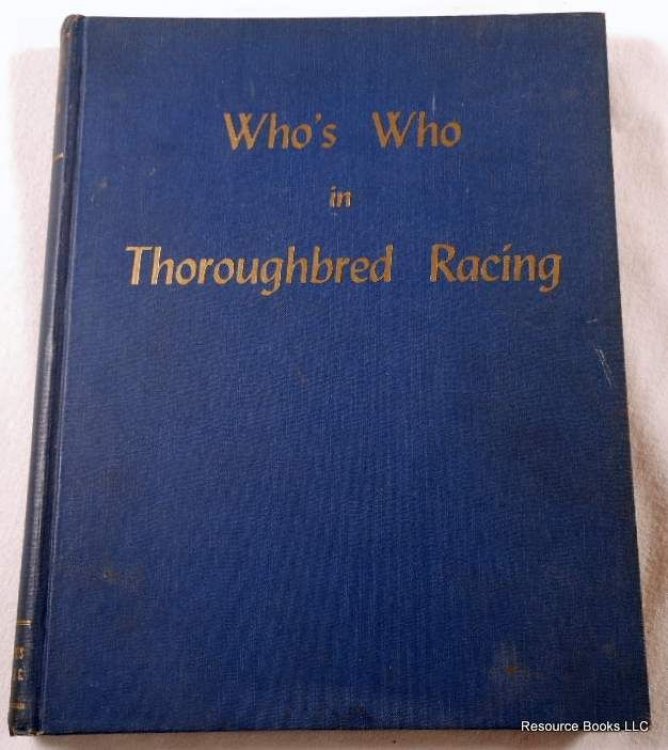 Who's Who
in
Thoroughbred Racing
Resource Books LLC